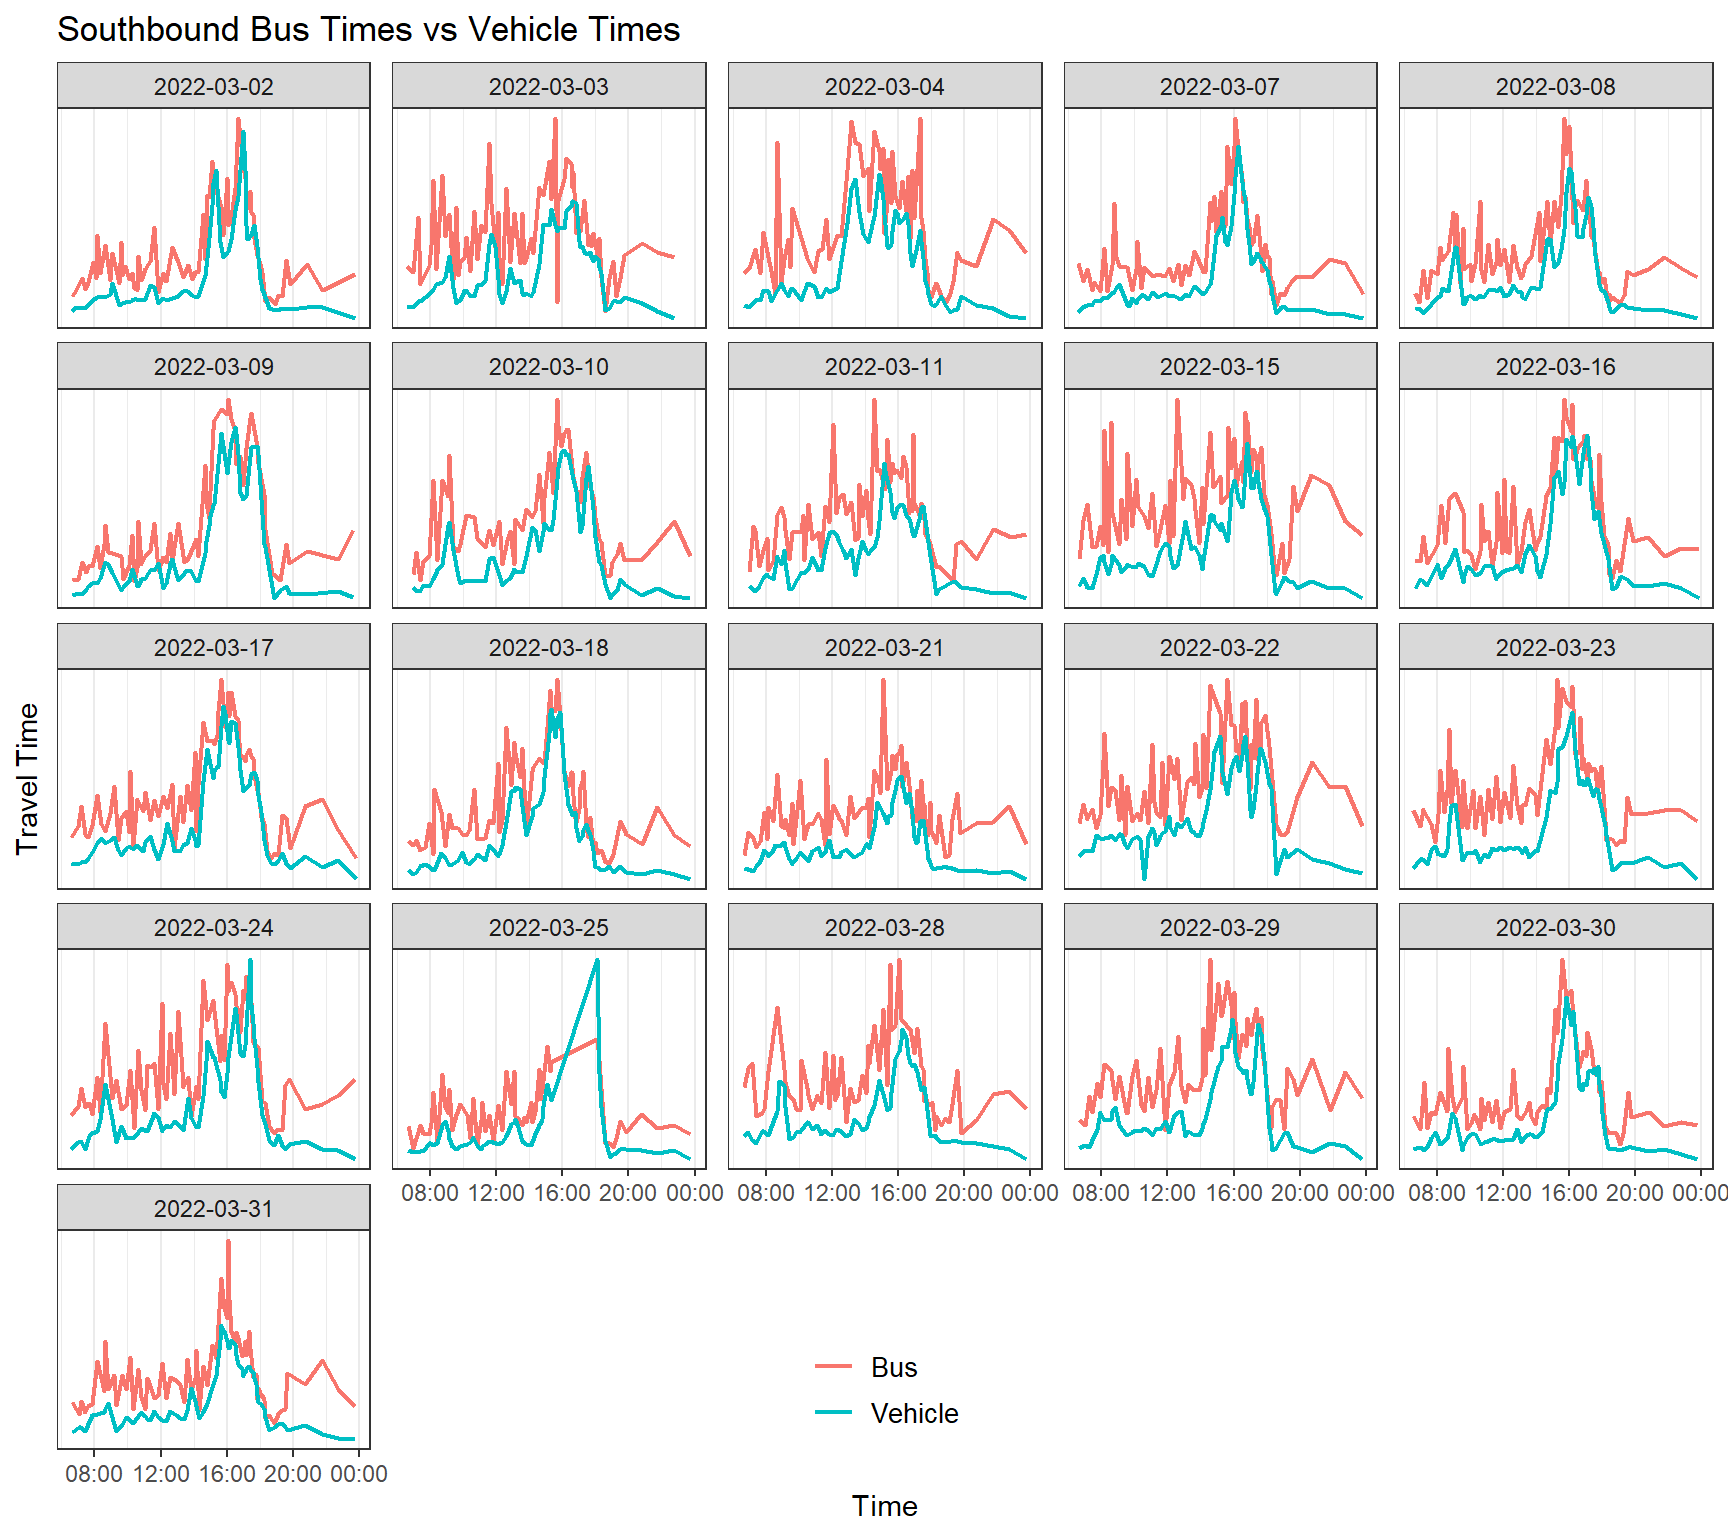 Southbound Bus Times vs Vehicle Times
2022-03-02 2022-03-03 2022-03-04 2022-03-07 2022-03-08
2022-03-09 2022-03-10 2022-03-11 2022-03-15 2022-03-16
2022-03-17 2022-03-18 2022-03-21 2022-03-22 2022-03-23
Travel Time
2022-03-24 2022-03-25 2022-03-28 2022-03-29 2022-03-30
08:00 12:00 16:00 20:00 00:00 08:00 12:00 16:00 20:00 00:00 08:00 12:00 16:00 20:00 00:00 08:00 12:00 16:00 20:00 00:00
2022-03-31
Bus
Vehicle
08:00 12:00 16:00 20:00 00:00
Time